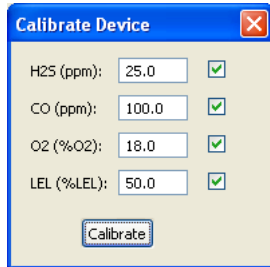 Calibrate Device
H2S (ppm): 25.0
CO (ppm): 100.0
O2 (%O2): 18.0
LEL (%LEL): 50.0
Calibrate